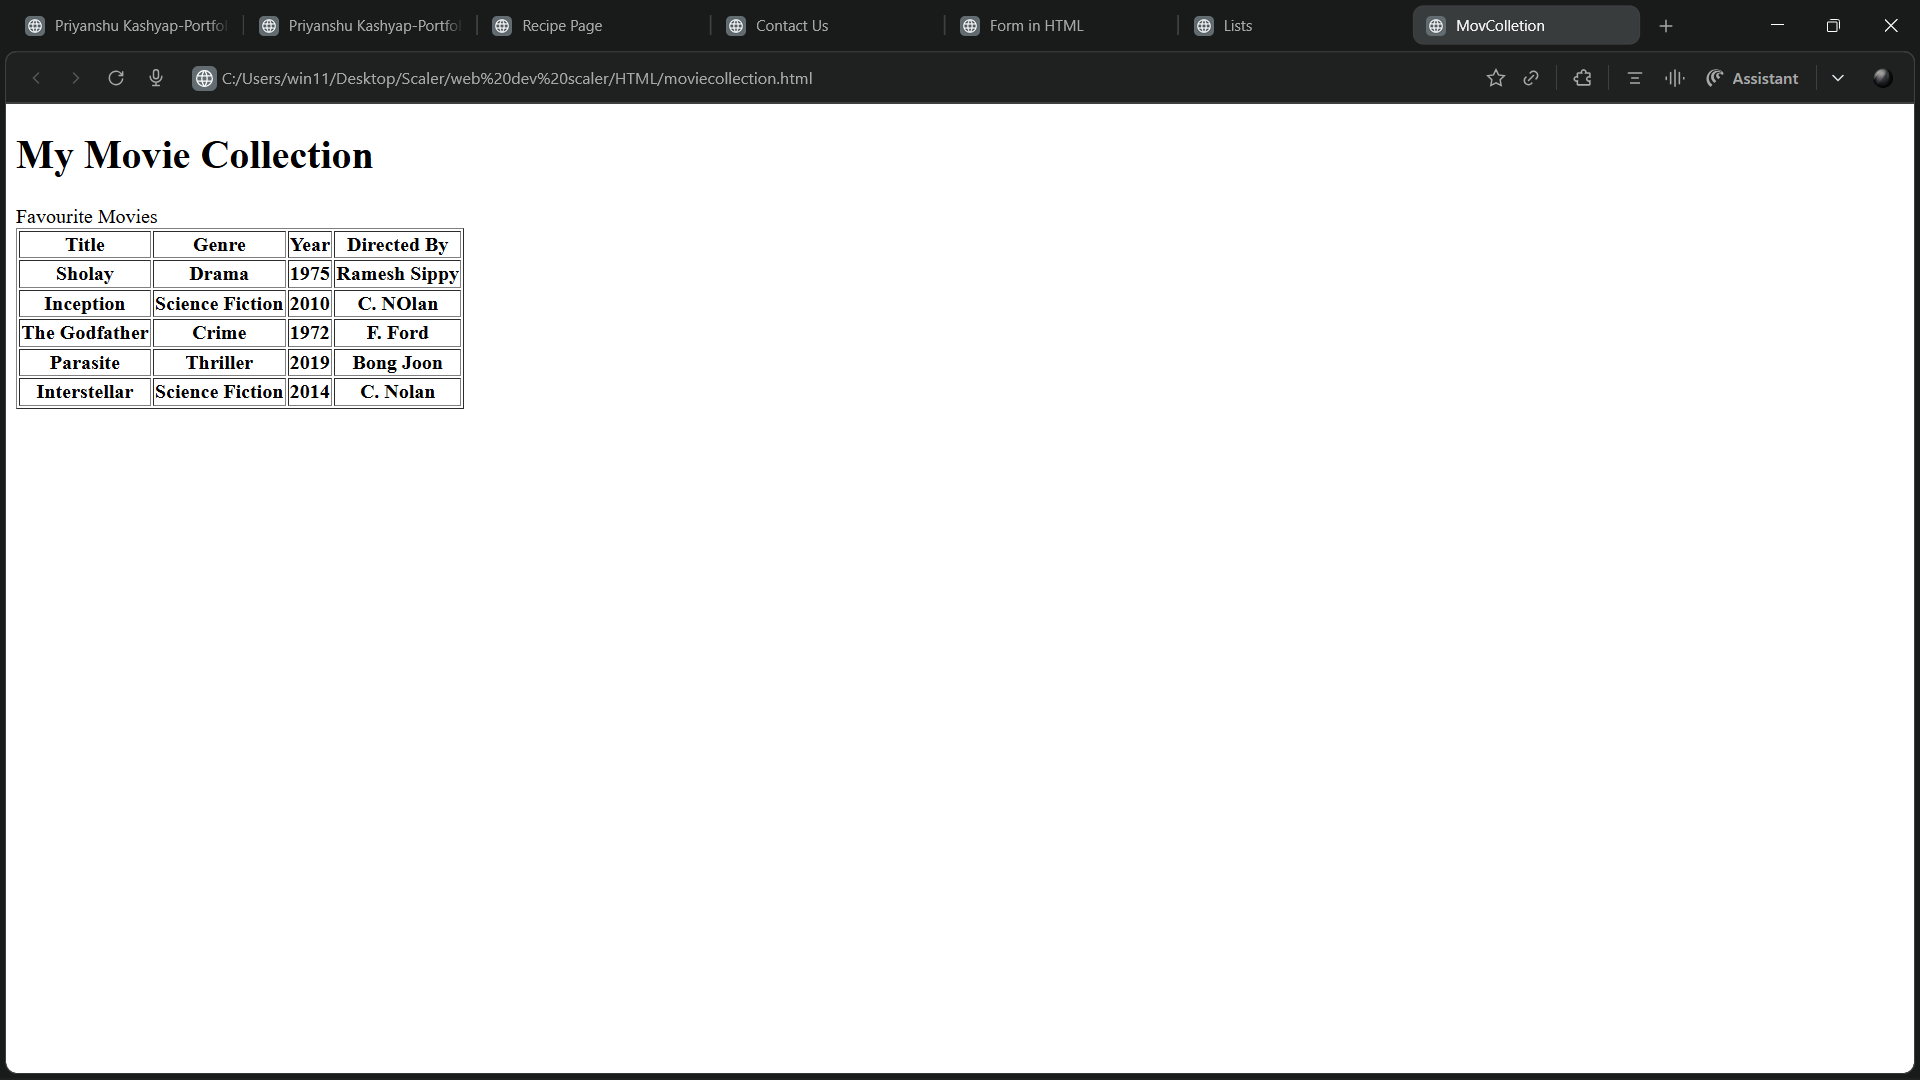 Priyanshu Kashyap-Portfo Priyanshu Kashyap-Portfo Recipe Page Contact Us Form in HTML Lists MovColletion
C:/Users/win11/Desktop/Scaler/web%20dev%20scaler/HTML/moviecollection.html Assistant
My Movie Collection
Favourite Movies
Title Genre Year Directed By
Sholay Drama 1975 Ramesh Sippy
Inception Science Fiction 2010 C. NOlan
The Godfather Crime 1972 F. Ford
Parasite Thriller 2019 Bong Joon
Interstellar Science Fiction 2014 C. Nolan